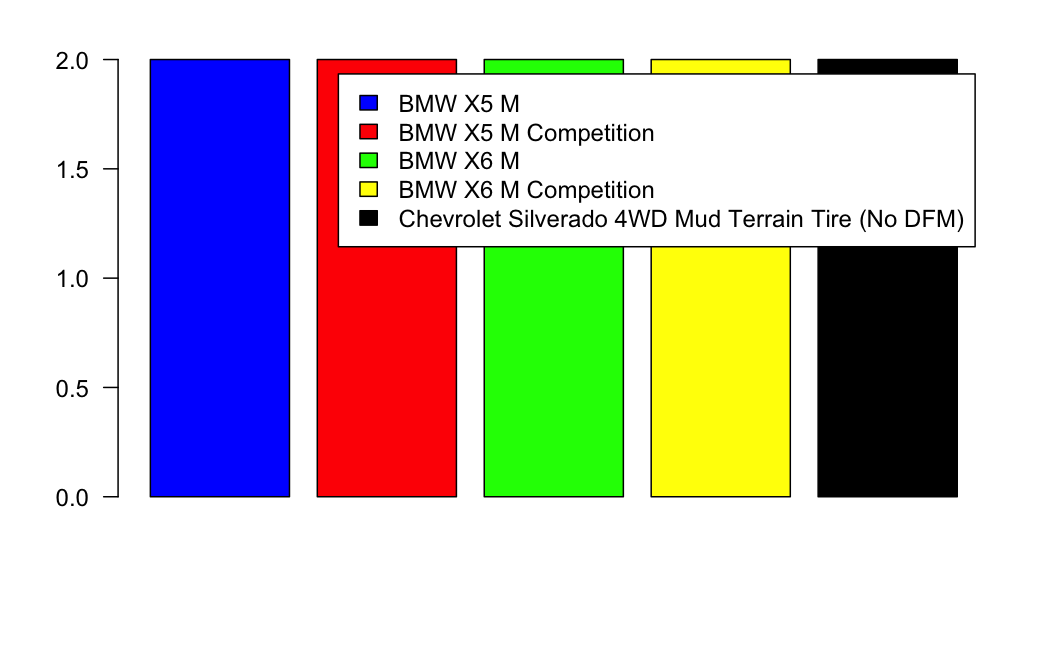 2.0
1.5
1.0
0.5
0.0
BMW X5 M
BMW X5 M Competition
BMW X6 M
BMW X6 M Competition
Chevrolet Silverado 4WD Mud Terrain Tire (No DFM)